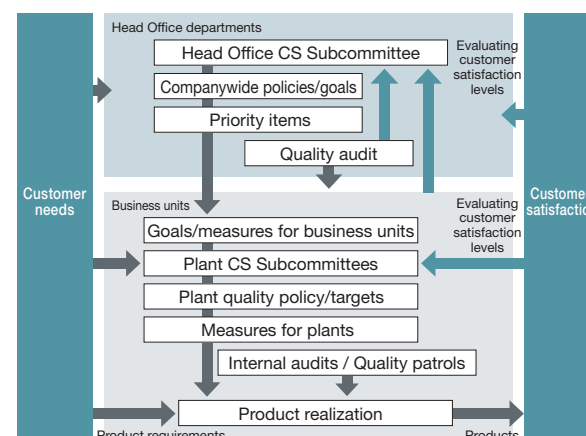 Head Office departments
Head Office CS Subcommittee
Companywide policies/goals
Priority items
Quality audit
Evaluating
customer
satisfaction
levels
Customer
needs
Customer
satisfaction
Business units
Goals/measures for business units
Plant CS Subcommittees
Plant quality policy/targets
Measures for plants
Internal audits / Quality patrols
Product realization
Evaluating
customer
satisfaction
levels
Product requirements
Products